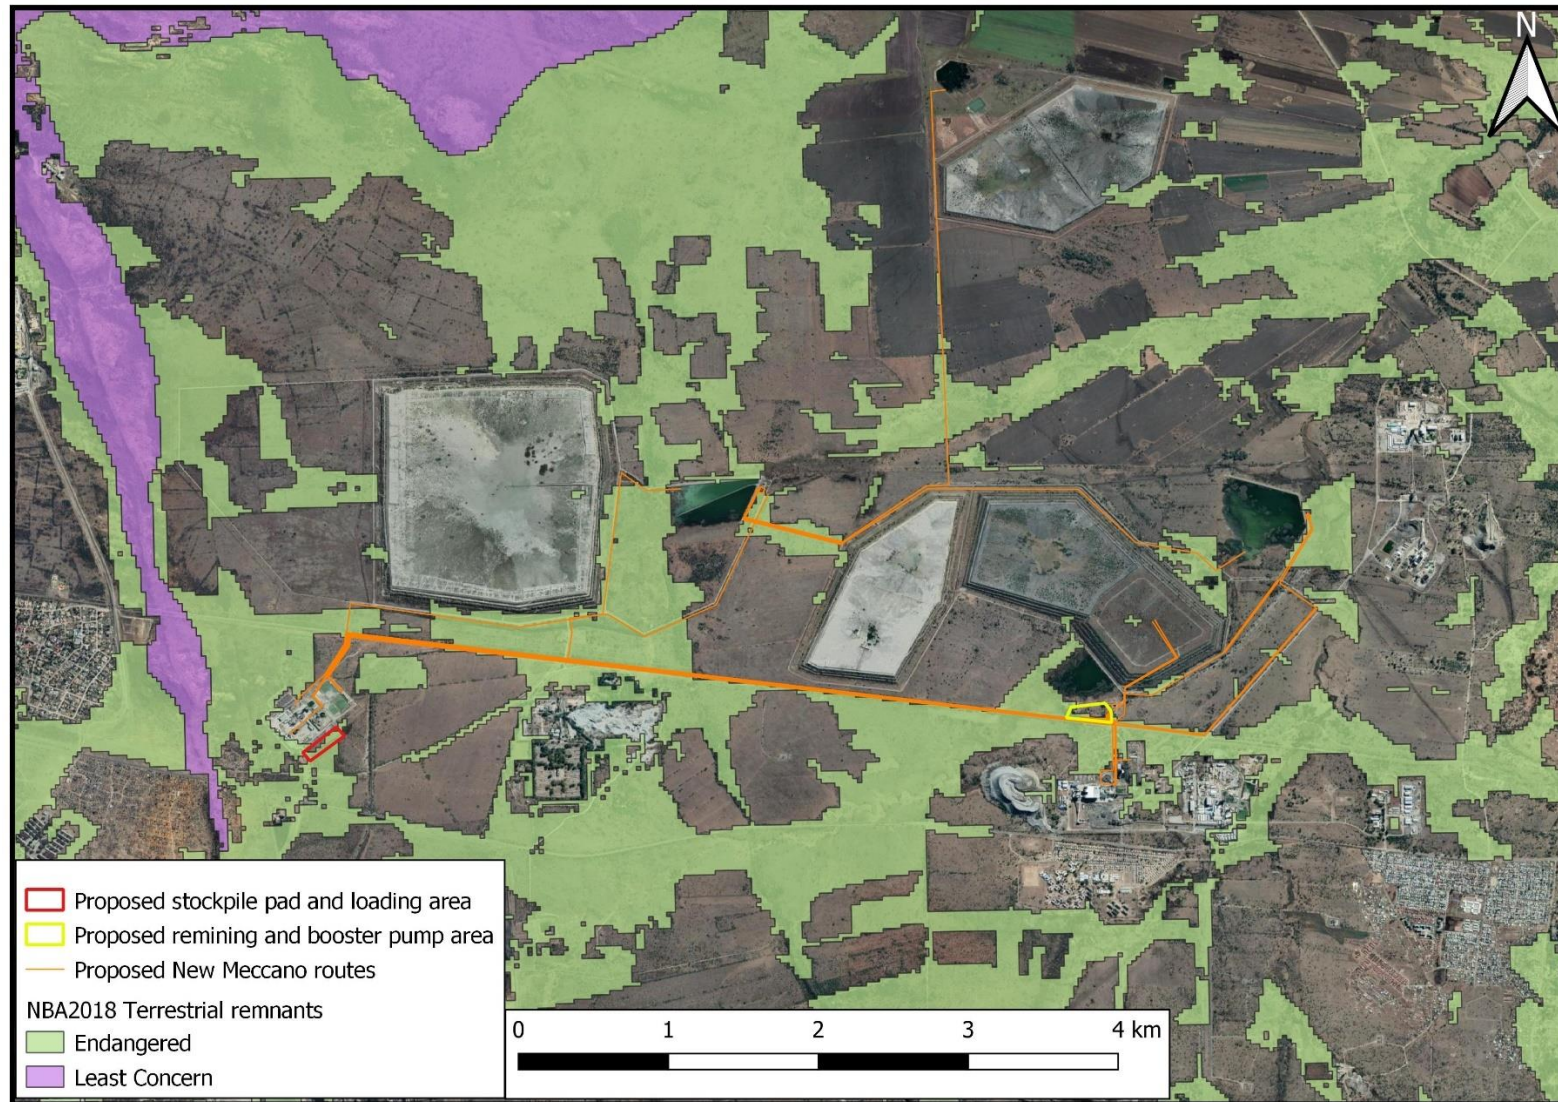 N
Proposed stockpile pad and loading area
Proposed remining and booster pump area
Proposed New Meccano routes
NBA2018 Terrestrial remnants
Endangered
Least Concern
0 1 2 3 4 km